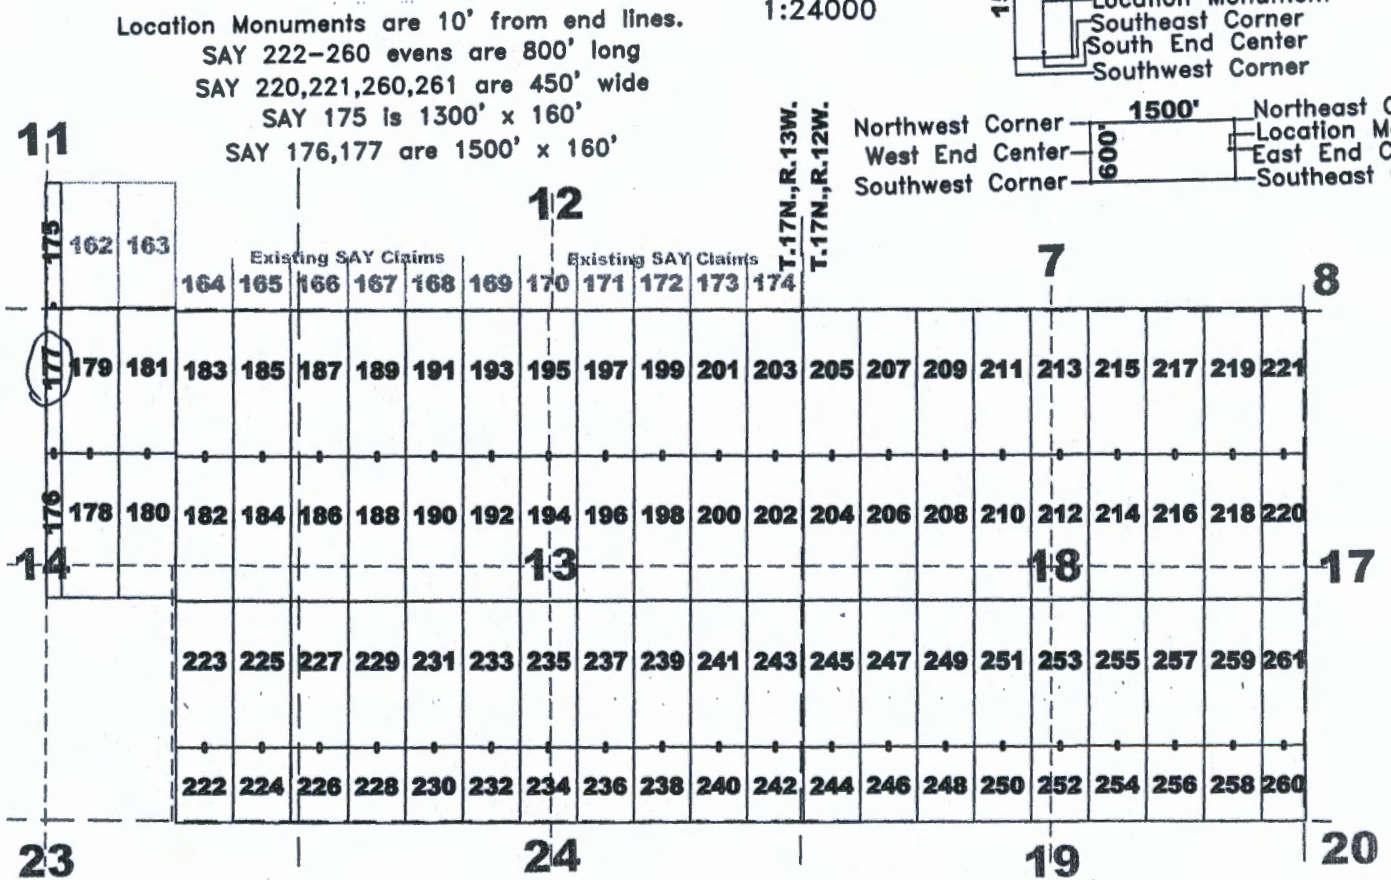 Location Monuments are 10' from end lines.
SAY 222-260 evens are 800' long
SAY 220,221,260,261 are 450' wide
SAY 175 is 1300' x 160'
SAY 176,177 are 1500' x 160'
1:24000
Location Monument
Southeast Corner
South End Center
Southwest Corner
1500'
600'
Northwest Corner
West End Center
Southwest Corner
Northeast
Location
East End
Southeast
T.17N.,R.13W.
T.17N.,R.12W.
11
12
7
8
175
162 163
Existing SAY Claims Existing SAY Claims
164 165 166 167 168 169 170 171 172 173 174
177 179 181 183 185 187 189 191 193 195 197 199 201 203 205 207 209 211 213 215 217 219 221
176 178 180 182 184 186 188 190 192 194 196 198 200 202 204 206 208 210 212 214 216 218 220
14 13 18 17
223 225 227 229 231 233 235 237 239 241 243 245 247 249 251 253 255 257 259 261
222 224 226 228 230 232 234 236 238 240 242 244 246 248 250 252 254 256 258 260
23 24 19 20